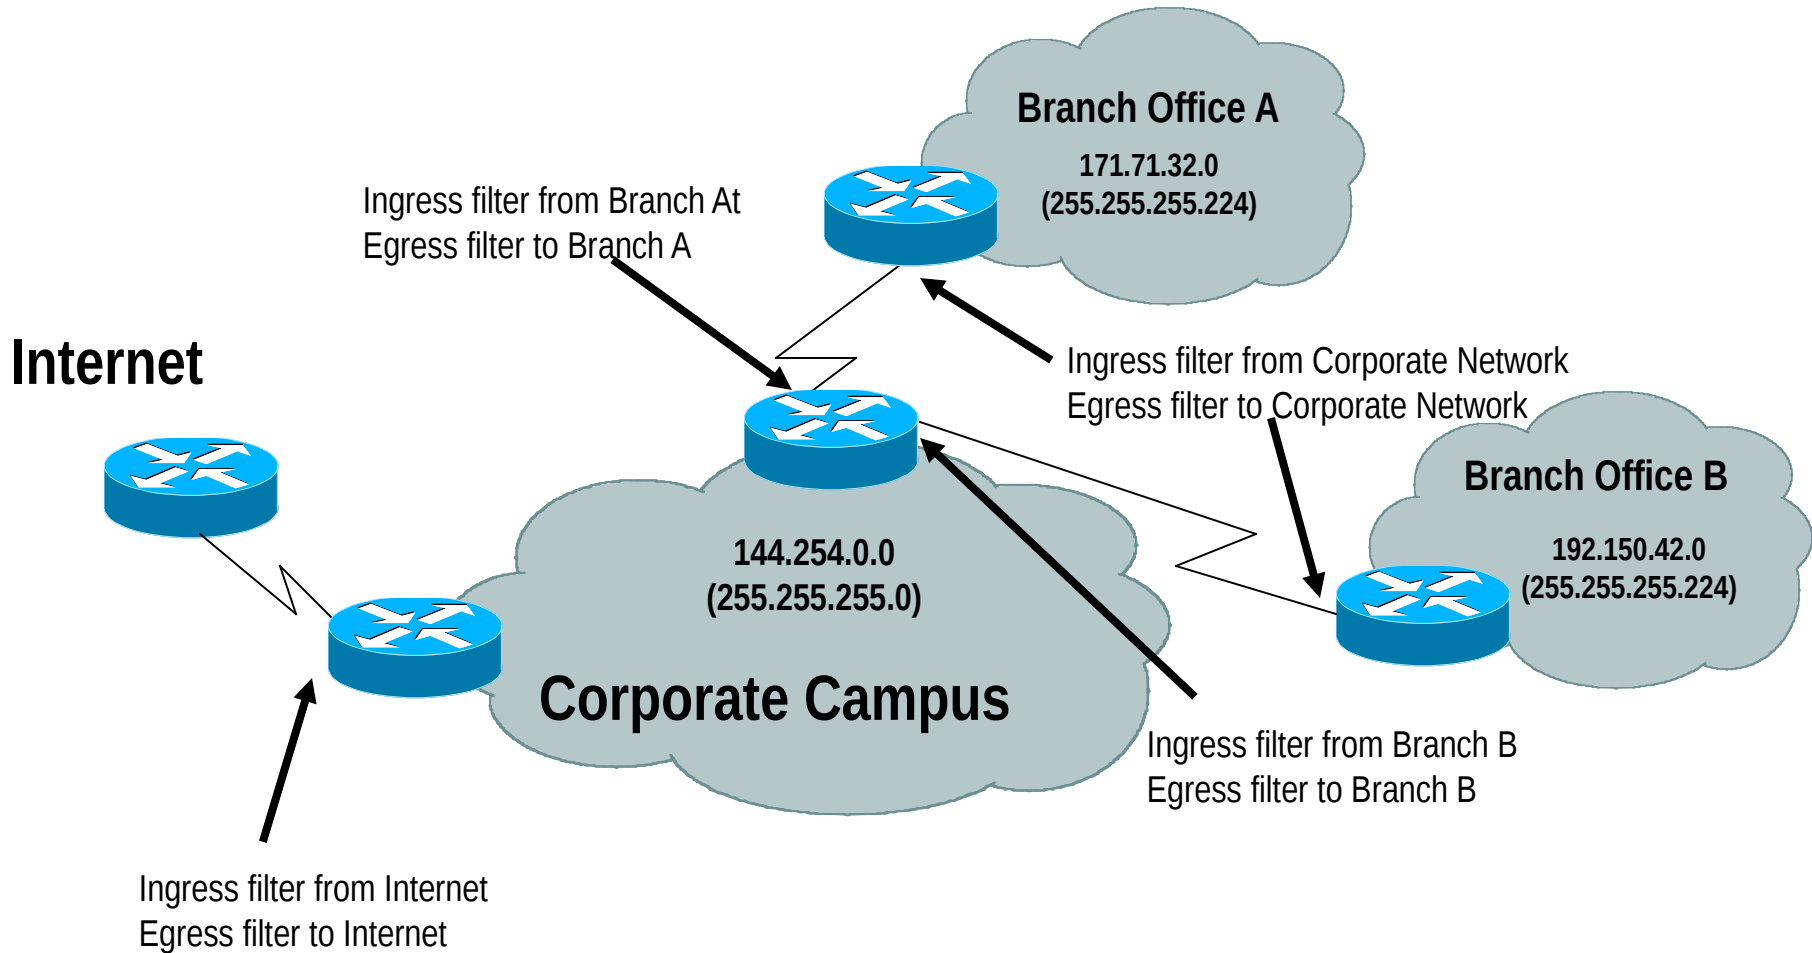 Branch Office A
171.71.32.0
(255.255.255.224)
Ingress filter from Branch At
Egress filter to Branch A
Internet
Ingress filter from Corporate Network
Egress filter to Corporate Network
Branch Office B
192.150.42.0
(255.255.255.224)
144.254.0.0
(255.255.255.0)
Corporate Campus
Ingress filter from Branch B
Egress filter to Branch B
Ingress filter from Internet
Egress filter to Internet